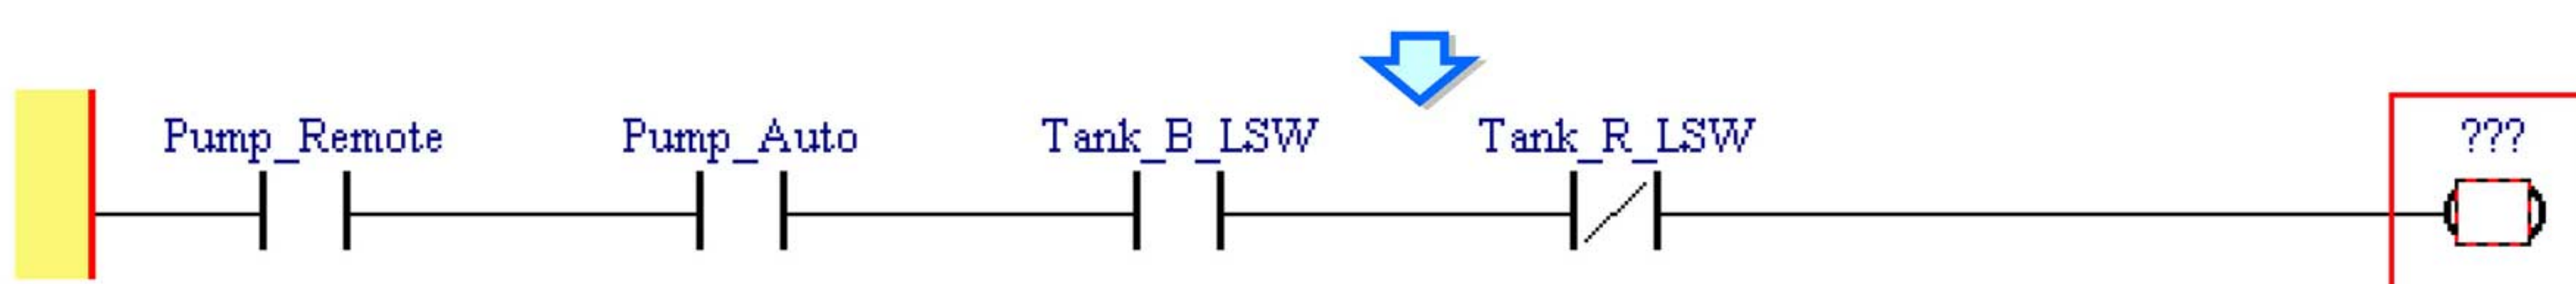 Pump_Remote Pump_Auto Tank_B_LSW Tank_R_LSW ???